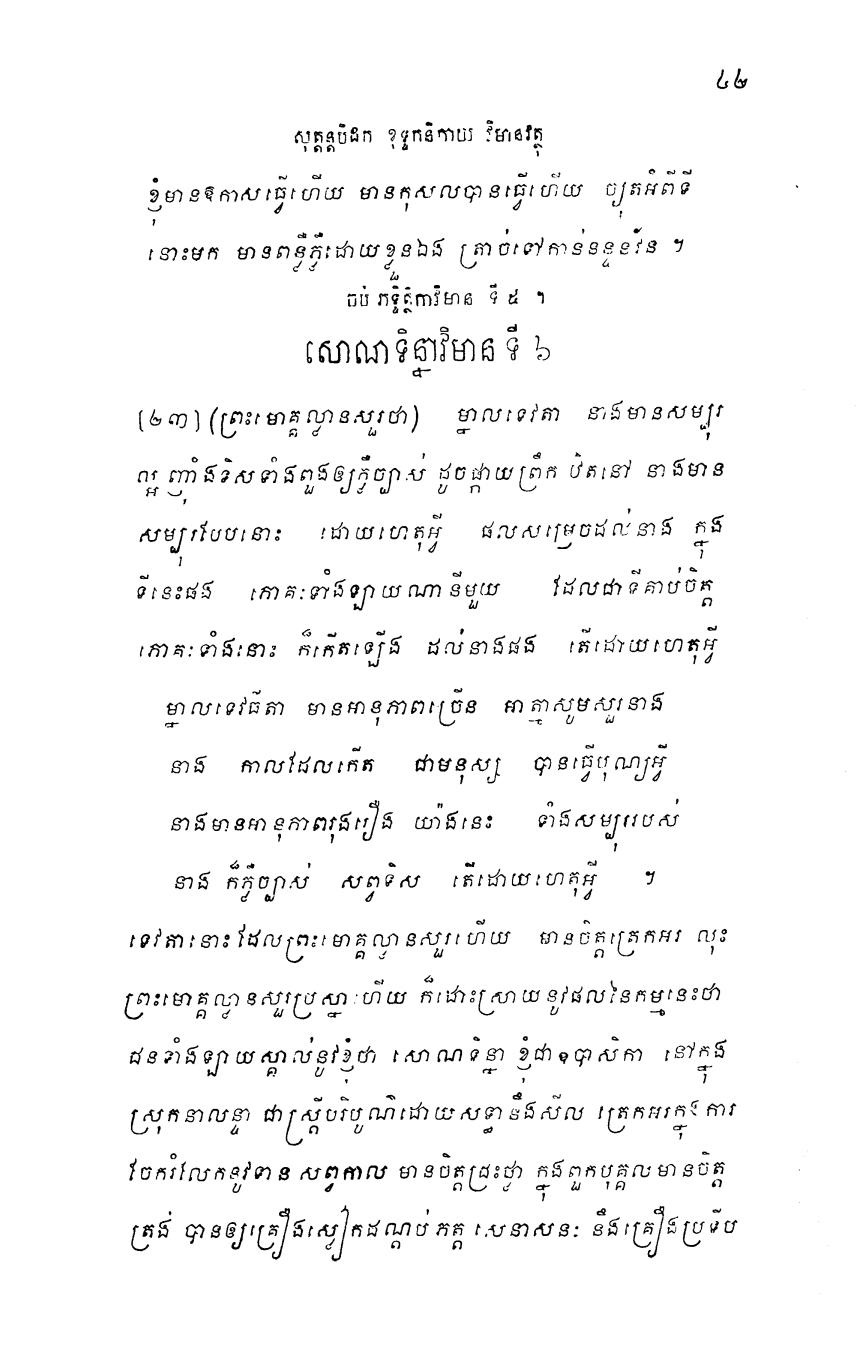 ៤២
សុត្តន្តបិដក ខុទ្ទកនិកាយ វិមានវត្ថុ
ខ្ញុំមានឱកាសធ្វើហើយ មានកុសលបានធ្វើហើយ ច្យុតអំពីទី
នោះមក មានពន្លឺភ្លឺដោយខ្លួនឯង ត្រាច់ទៅកាន់នន្ទនវ័ន ។
ចប់ ភទ្ទិត្ថិកាវិមាន ទី ៥ ។
សោណទិន្នាវិមាន ទី ៦
[២៣] (ព្រះមោគ្គល្លានសួរថា) ម្នាលទេវតា នាងមានសម្បុរ
ល្អ ញ៉ាំងទិសទាំងពួងឲ្យភ្លឺច្បាស់ ដូចផ្កាយព្រឹក ឋិតនៅ នាងមាន
សម្បុរបែបនោះ ដោយហេតុអ្វី ផលសម្រេចដល់នាង ក្នុង
ទីនេះផង ភោគៈទាំងឡាយណានីមួយ ដែលជាទីគាប់ចិត្ត
ភោគៈទាំងនោះ ក៏កើតឡើង ដល់នាងផង តើដោយហេតុអ្វី
ម្នាលទេវធីតា មានអានុភាពច្រើន អាត្មាសូមសួរនាង
នាង កាលដែលកើត ជាមនុស្ស បានធ្វើបុណ្យអ្វី
នាងមានអានុភាពរុងរឿង យ៉ាងនេះ ទាំងសម្បុររបស់
នាង ក៏ភ្លឺច្បាស់ សព្វទិស តើដោយហេតុអ្វី ។
ទេវតានោះ ដែលព្រះមោគ្គល្លានសួរហើយ មានចិត្តត្រេកអរ លុះ
ព្រះមោគ្គល្លានសួរប្រស្នាហើយ ក៏ដោះស្រាយនូវផលនៃកម្មនេះថា
ជនទាំងឡាយស្គាល់នូវខ្ញុំថា សោណទិន្នា ខ្ញុំជាឧបាសិកា នៅក្នុង
ស្រុកនាលន្ទា ជាស្ត្រីបរិបូណ៌ដោយសទ្ធានឹងសីល ត្រេកអរក្នុងការ
ចែករំលែកនូវទាន សព្វកាល មានចិត្តជ្រះថ្លា ក្នុងពួកបុគ្គលមានចិត្ត
ត្រង់ បានឲ្យគ្រឿងស្លៀកដណ្តប់ ភត្ត សេនាសនៈ នឹងគ្រឿងប្រទីប